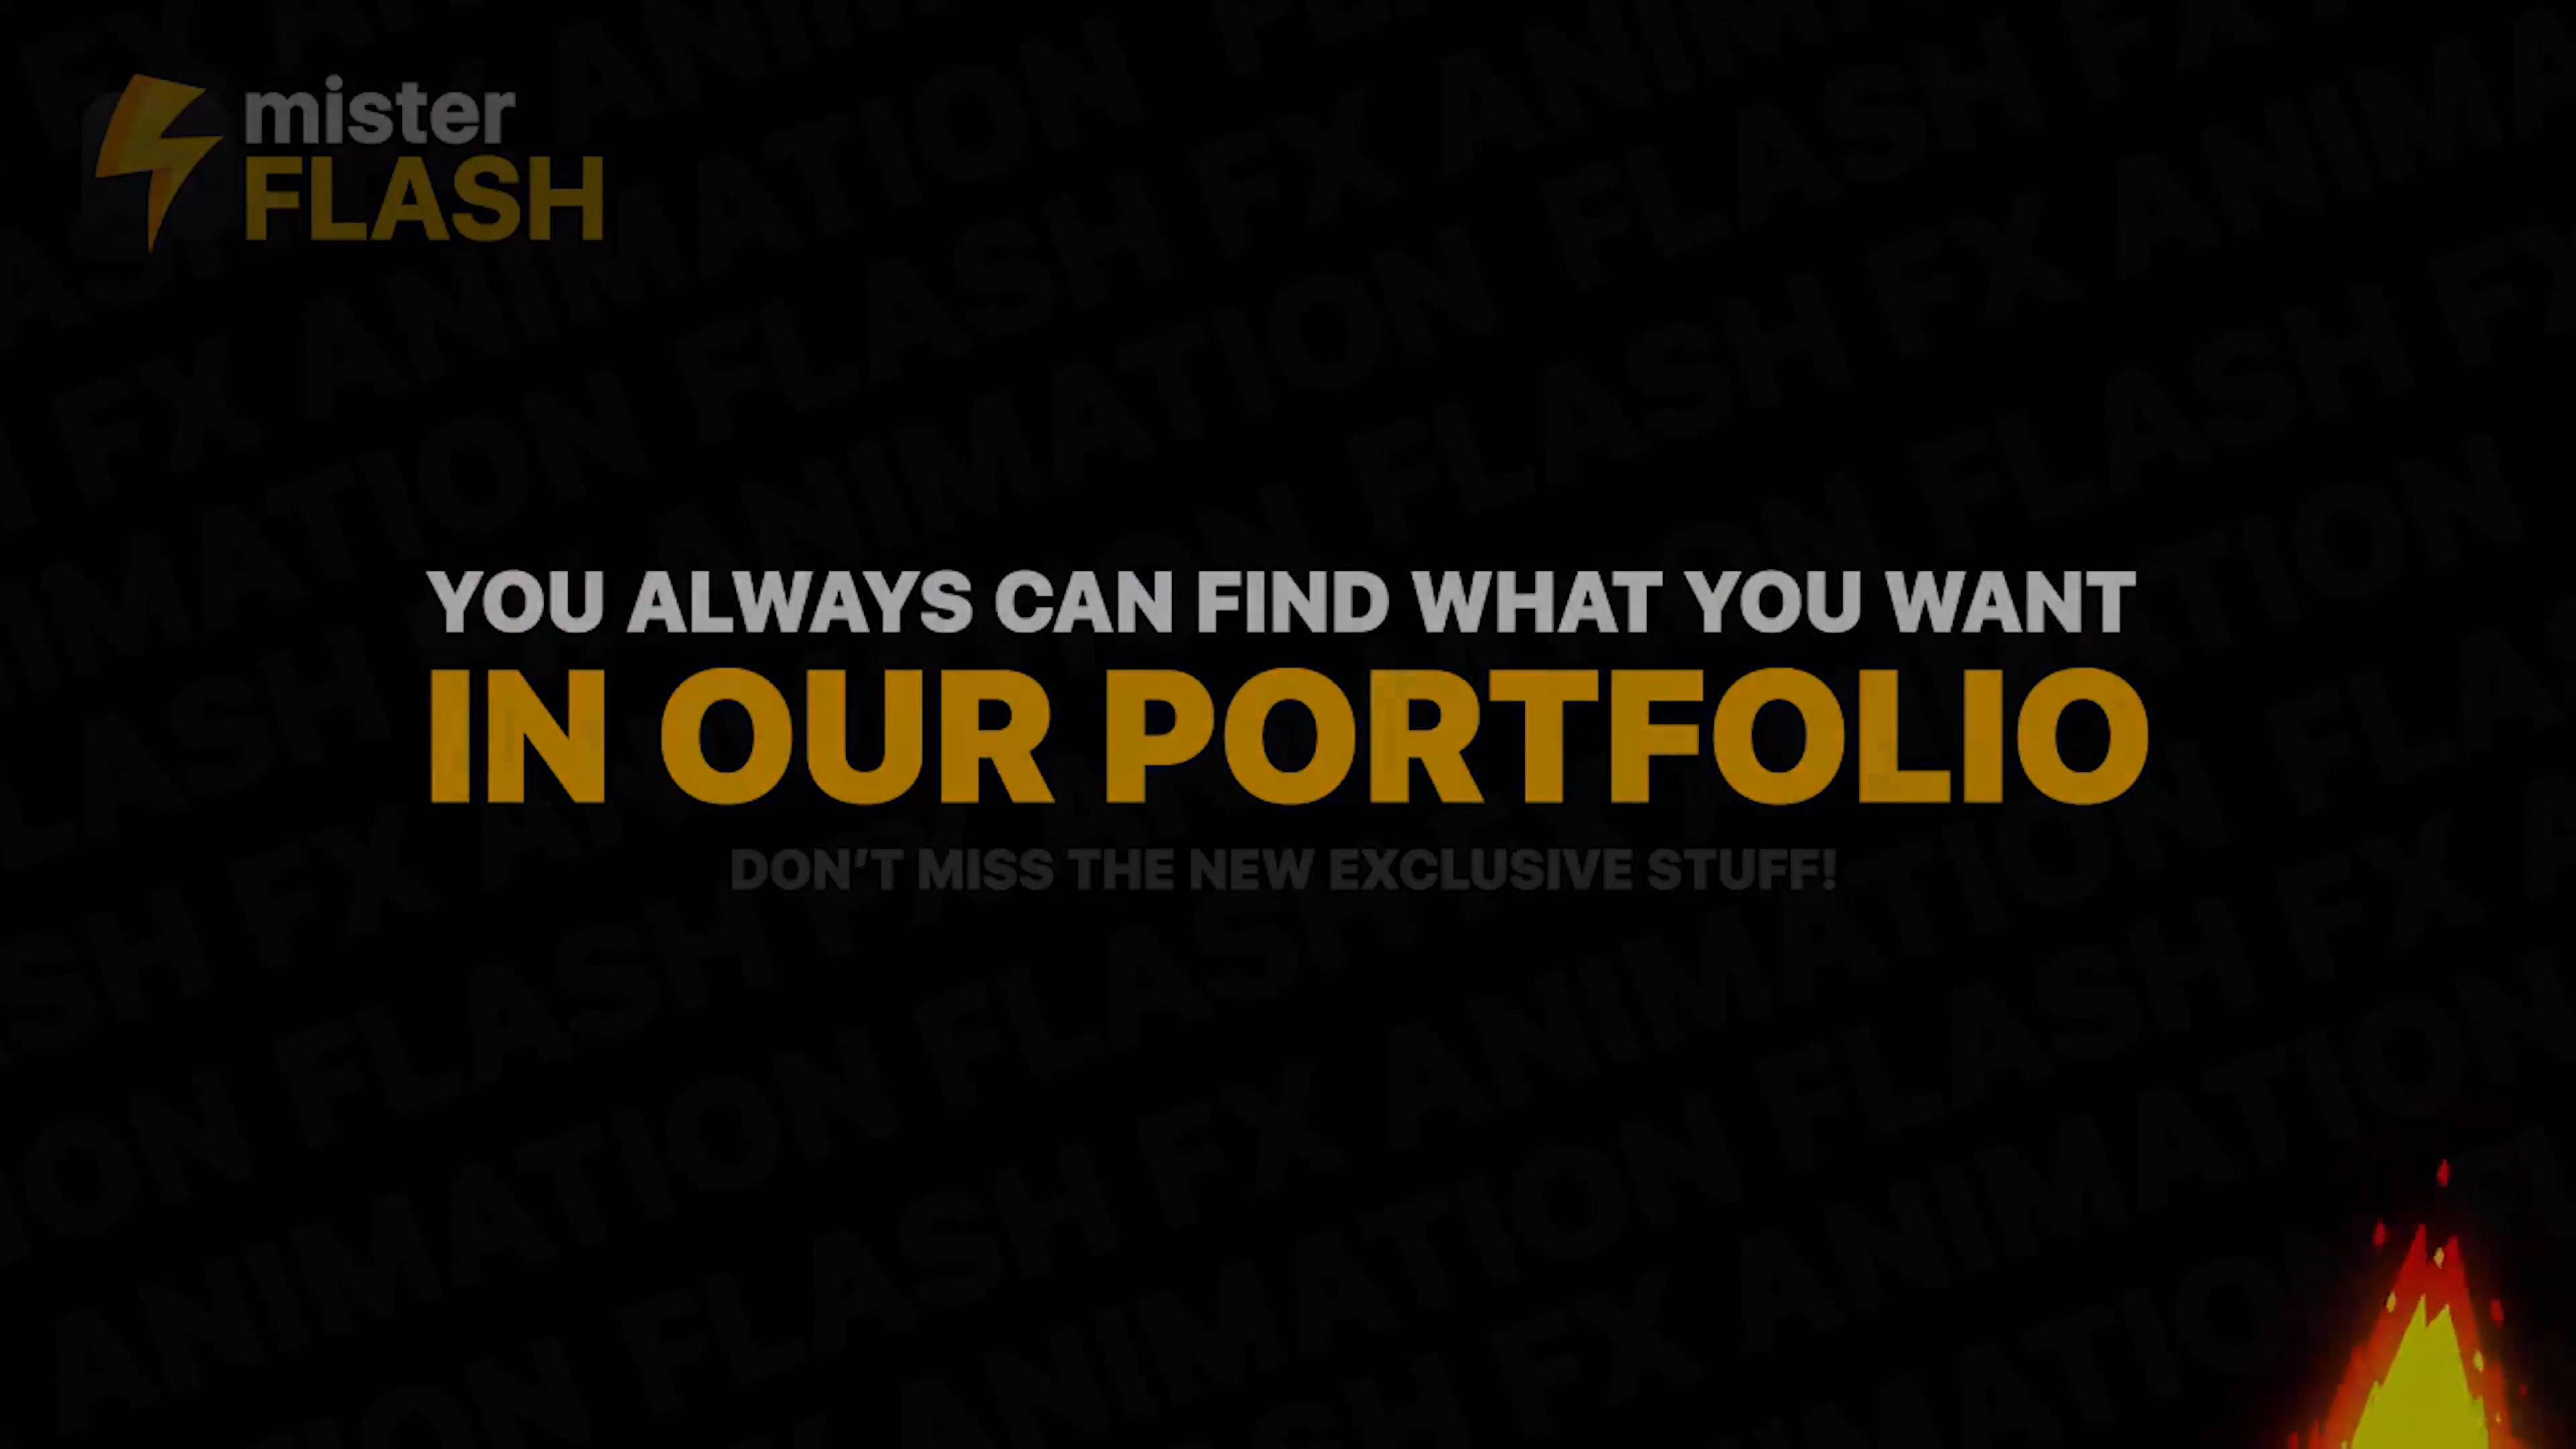 mister
FLASH
YOU ALWAYS CAN FIND WHAT YOU WANT
IN OUR PORTFOLIO
DON'T MISS THE NEW EXCLUSIVE STUFF!